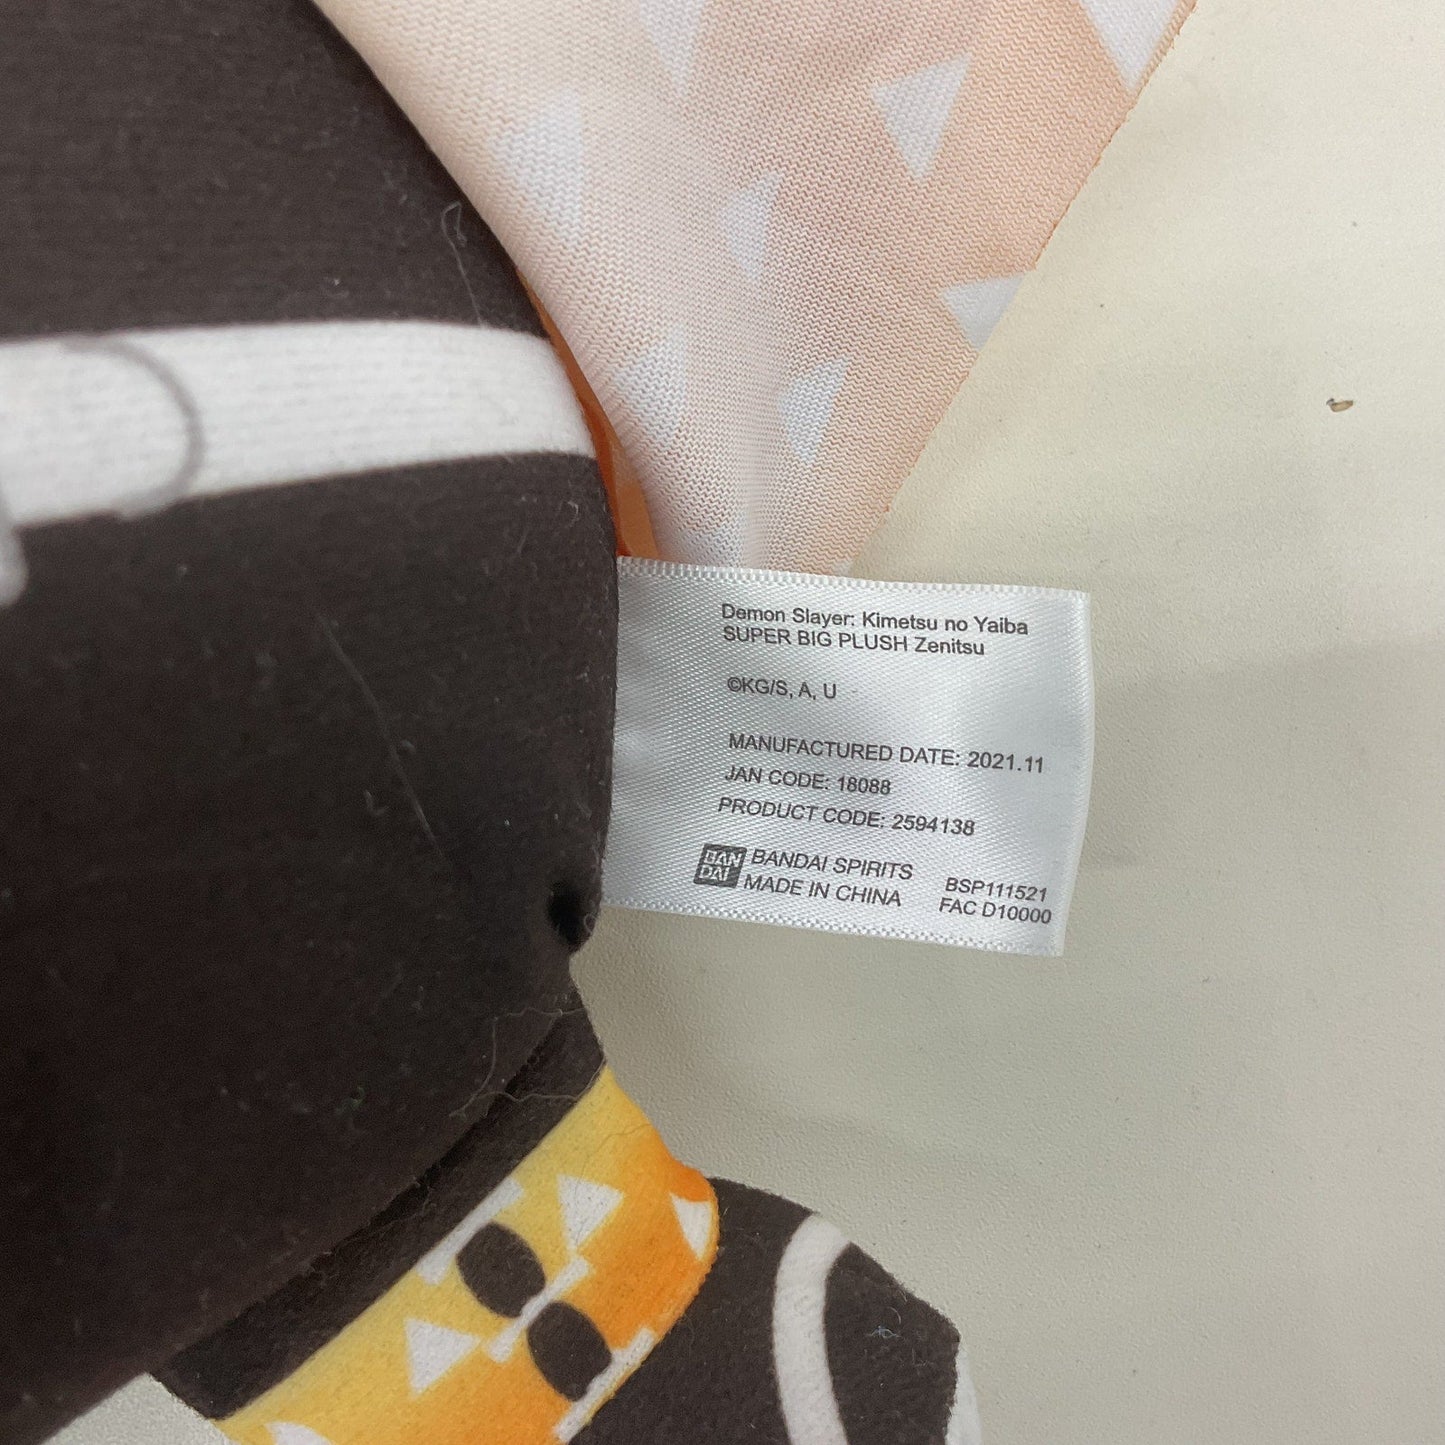 Demon Slayer: Kimetsu no Yaiba
SUPER BIG PLUSH Zenitsu
©KG/S, A, U
MANUFACTURED DATE: 2021.11
JAN CODE: 18088
PRODUCT CODE: 2594138
BAN
DAI
BANDAI SPIRITS
MADE IN CHINA
BSP111521
FAC D10000